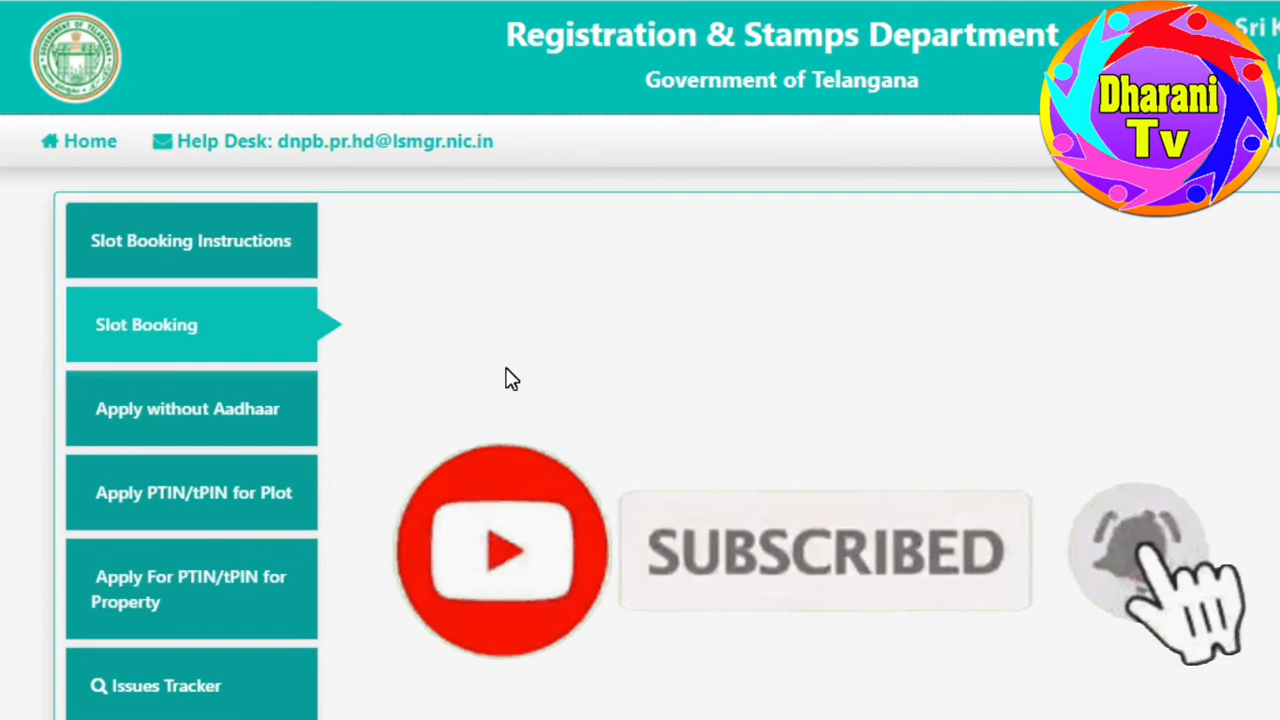 Registration & Stamps Department
Government of Telangana
Dharani
Tv
Home
Help Desk: dnpb.pr.hd@lsmgr.nic.in
Slot Booking Instructions
Slot Booking
Apply without Aadhaar
Apply PTIN/tPIN for Plot
Apply For PTIN/tPIN for
Property
Issues Tracker
SUBSCRIBED